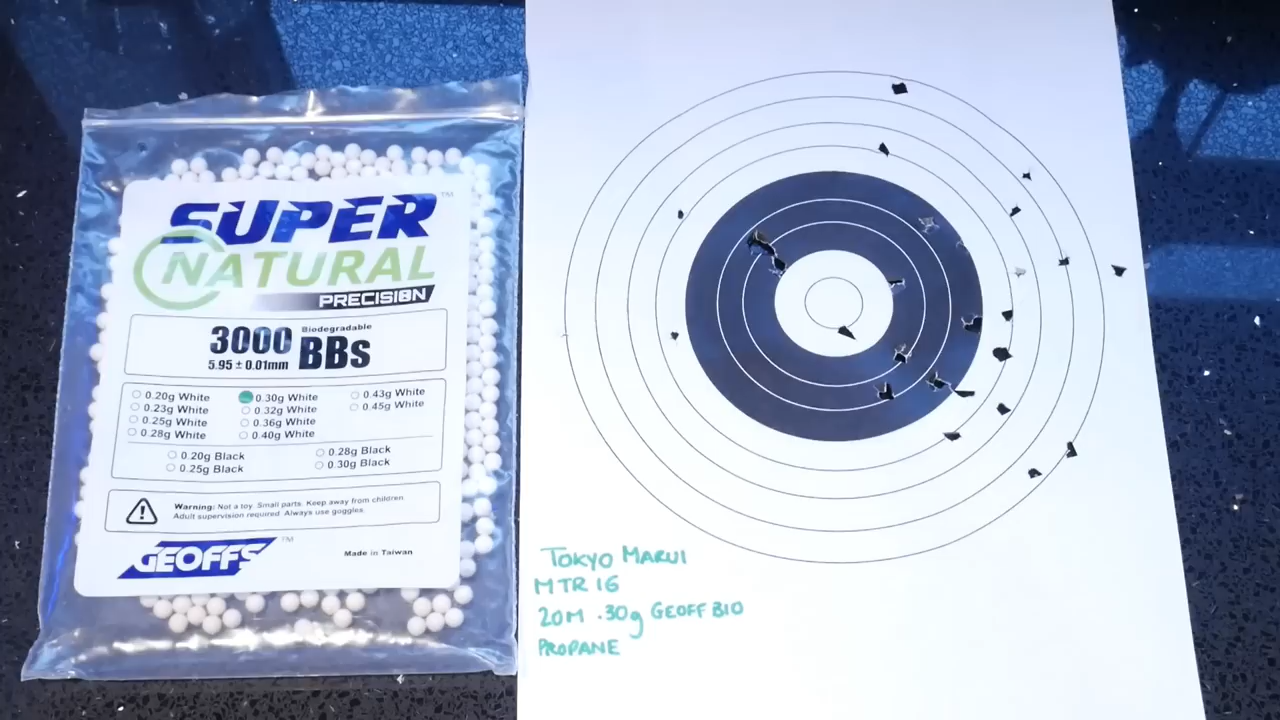 SUPER™
NATURAL
PRECISI8N
3000 Biodegradable BBs
5.95 ± 0.01mm
0.20g White
0.23g White
0.25g White
0.28g White
0.30g White
0.32g White
0.36g White
0.40g White
0.43g White
0.45g White
0.20g Black
0.25g Black
0.28g Black
0.30g Black
Warning: Not a toy. Small parts. Keep away from children.
Adult supervision required. Always use goggles.
GEOFFS™
Made in Taiwan
TOKYO MARUI
MTR 16
20M .30g GEOFF BIO
PROPANE